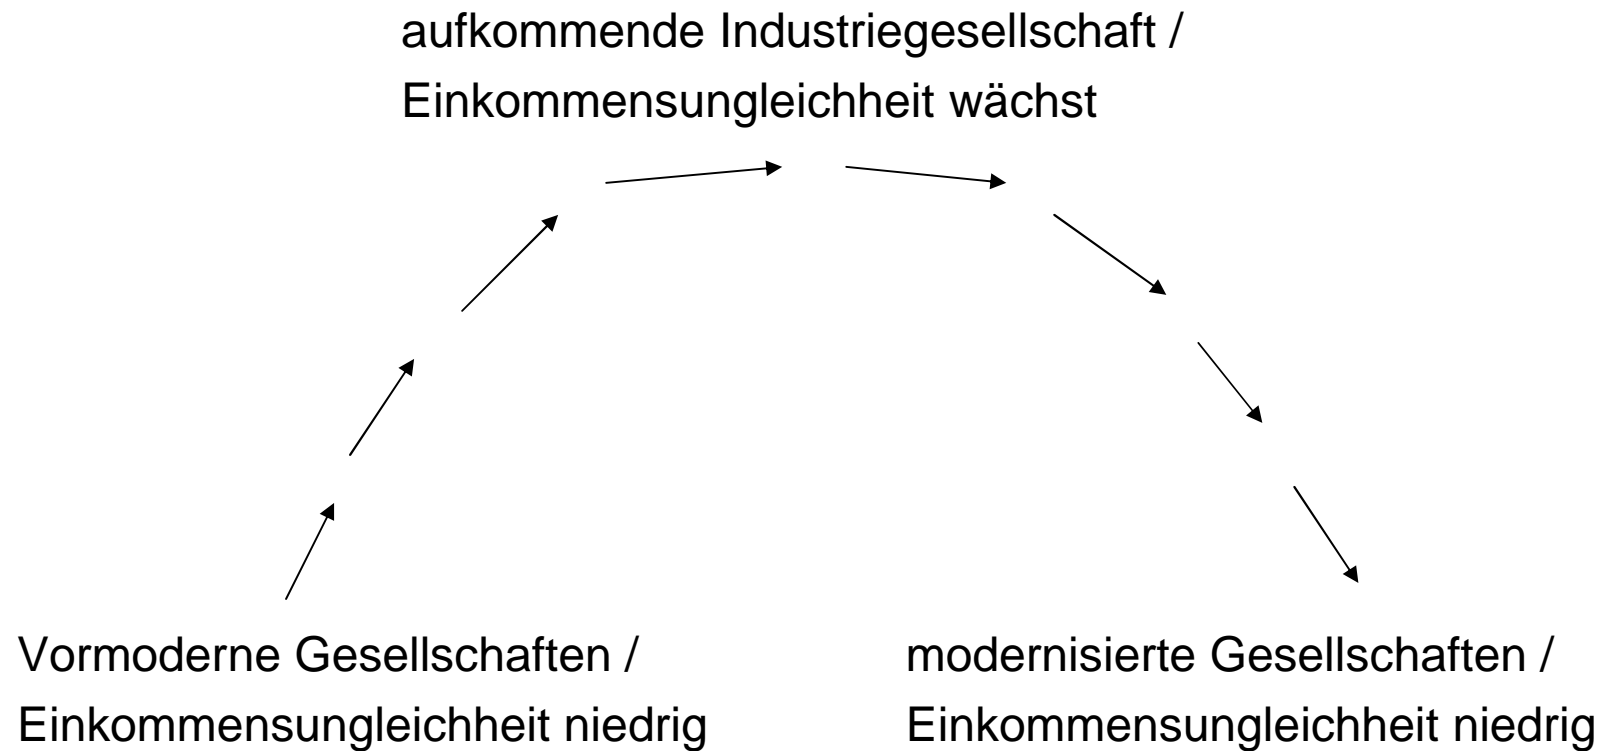 aufkommende Industriegesellschaft /
Einkommensungleichheit wächst
Vormoderne Gesellschaften /
Einkommensungleichheit niedrig
modernisierte Gesellschaften /
Einkommensungleichheit niedrig